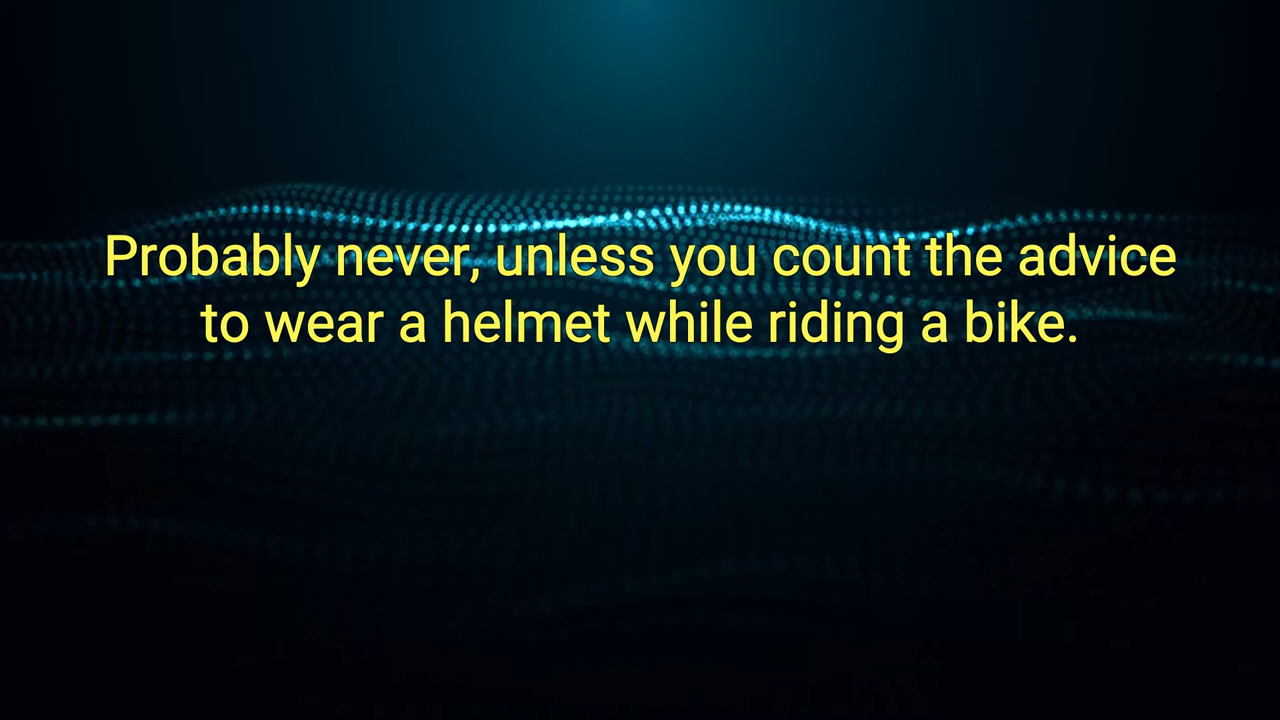 Probably never, unless you count the advice
to wear a helmet while riding a bike.